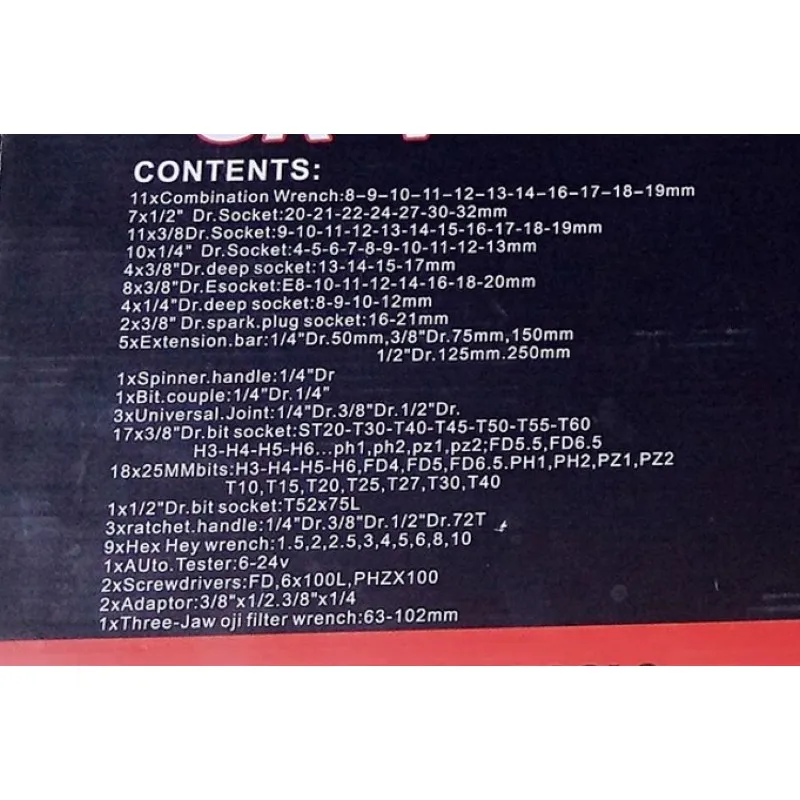 CONTENTS:
11xCombination Wrench:8-9-10-11-12-13-14-16-17-18-19mm
7x1/2" Dr.Socket:20-21-22-24-27-30-32mm
11x3/8Dr.Socket:9-10-11-12-13-14-15-16-17-18-19mm
10x1/4" Dr.Socket:4-5-6-7-8-9-10-11-12-13mm
4x3/8"Dr.deep socket:13-14-15-17mm
8x3/8"Dr.Esocket:E8-10-11-12-14-16-18-20mm
4x1/4"Dr.deep socket:8-9-10-12mm
2x3/8" Dr.spark.plug socket:16-21mm
5xExtension.bar:1/4"Dr.50mm,3/8"Dr.75mm,150mm
1/2"Dr.125mm.250mm
1xSpinner.handle:1/4"Dr
1xBit.couple:1/4"Dr.1/4"
3xUniversal.Joint:1/4"Dr.3/8"Dr.1/2"Dr.
17x3/8"Dr.bit socket:ST20-T30-T40-T45-T50-T55-T60
H3-H4-H5-H6...ph1,ph2,pz1,pz2;FD5.5,FD6.5
18x25MMbits:H3-H4-H5-H6,FD4,FD5,FD6.5.PH1,PH2,PZ1,PZ2
T10,T15,T20,T25,T27,T30,T40
1x1/2"Dr.bit socket:T52x75L
3xratchet.handle:1/4"Dr.3/8"Dr.1/2"Dr.72T
9xHex Hey wrench:1.5,2,2.5,3,4,5,6,8,10
1xAUto.Tester:6-24v
2xScrewdrivers:FD,6x100L,PHZX100
2xAdaptor:3/8"x1/2.3/8"x1/4
1xThree-Jaw oji filter wrench:63-102mm